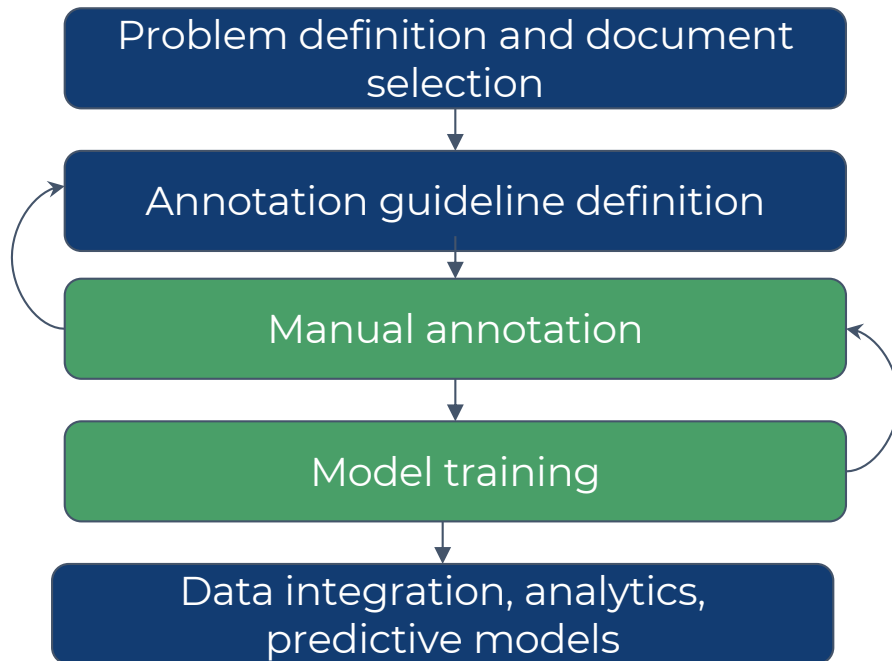 Problem definition and document
selection
Annotation guideline definition
Manual annotation
Model training
Data integration, analytics,
predictive models